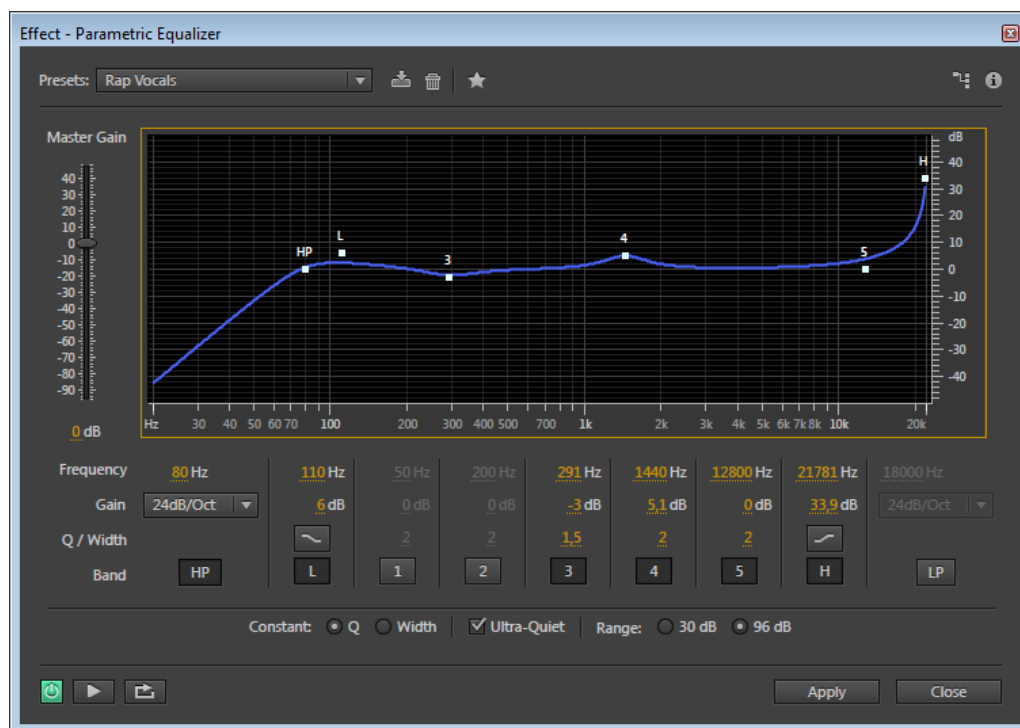 Effect - Parametric Equalizer
Presets: Rap Vocals
Master Gain
dB
40
30
20
10
0
-10
-20
-30
-40
-50
-60
-70
-80
-90
0 dB
HP
L
3
4
5
H
40
30
20
10
0
-10
-20
-30
-40
Hz 30 40 50 60 70 100 200 300 400 500 700 1k 2k 3k 4k 5k 6k 7k 8k 10k 20k
Frequency 80 Hz 110 Hz 50 Hz 200 Hz 291 Hz 1440 Hz 12800 Hz 21781 Hz 18000 Hz
Gain 24dB/Oct 6 dB 0 dB 0 dB -3 dB 5,1 dB 0 dB 33,9 dB 24dB/Oct
Q / Width 2 2 1,5 2 2
Band HP L 1 2 3 4 5 H LP
Constant: Q Width Ultra-Quiet Range: 30 dB 96 dB
Apply Close